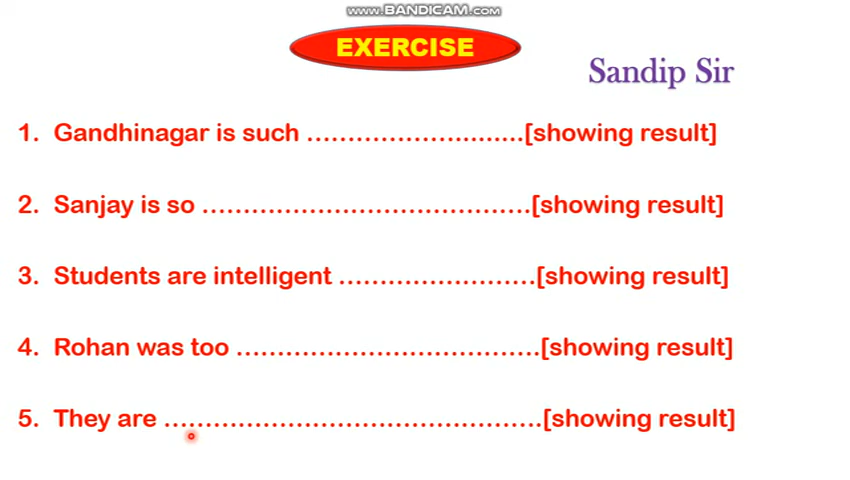 www.BANDICAM.com
EXERCISE
Sandip Sir
1. Gandhinagar is such ...........................[showing result]
2. Sanjay is so ........................................[showing result]
3. Students are intelligent ........................[showing result]
4. Rohan was too .....................................[showing result]
5. They are ..............................................[showing result]